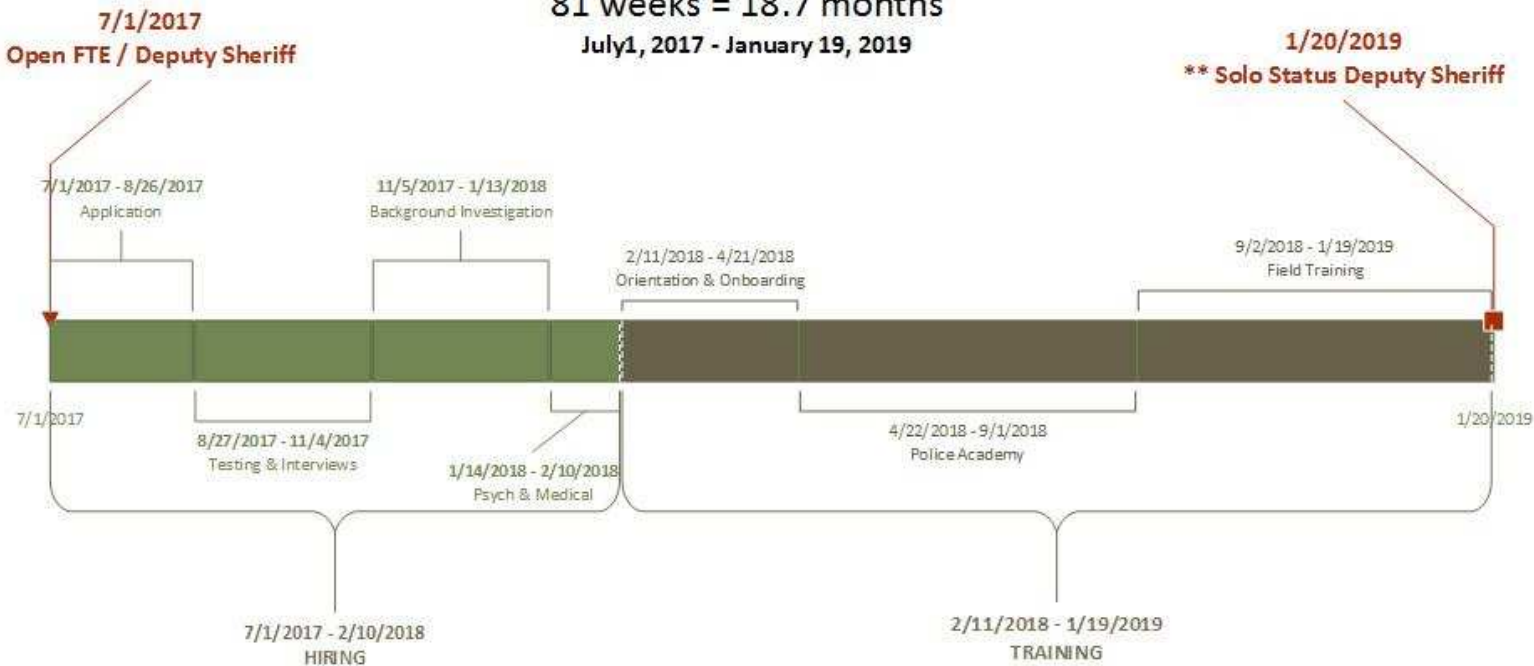 81 weeks = 18.7 months
July1, 2017 - January 19, 2019
7/1/2017
Open FTE / Deputy Sheriff
1/20/2019
** Solo Status Deputy Sheriff
7/1/2017 - 8/26/2017
Application
11/5/2017 - 1/13/2018
Background Investigation
2/11/2018 - 4/21/2018
Orientation & Onboarding
9/2/2018 - 1/19/2019
Field Training
7/1/2017
1/20/2019
8/27/2017 - 11/4/2017
Testing & Interviews
1/14/2018 - 2/10/2018
Psych & Medical
4/22/2018 - 9/1/2018
Police Academy
7/1/2017 - 2/10/2018
HIRING
2/11/2018 - 1/19/2019
TRAINING